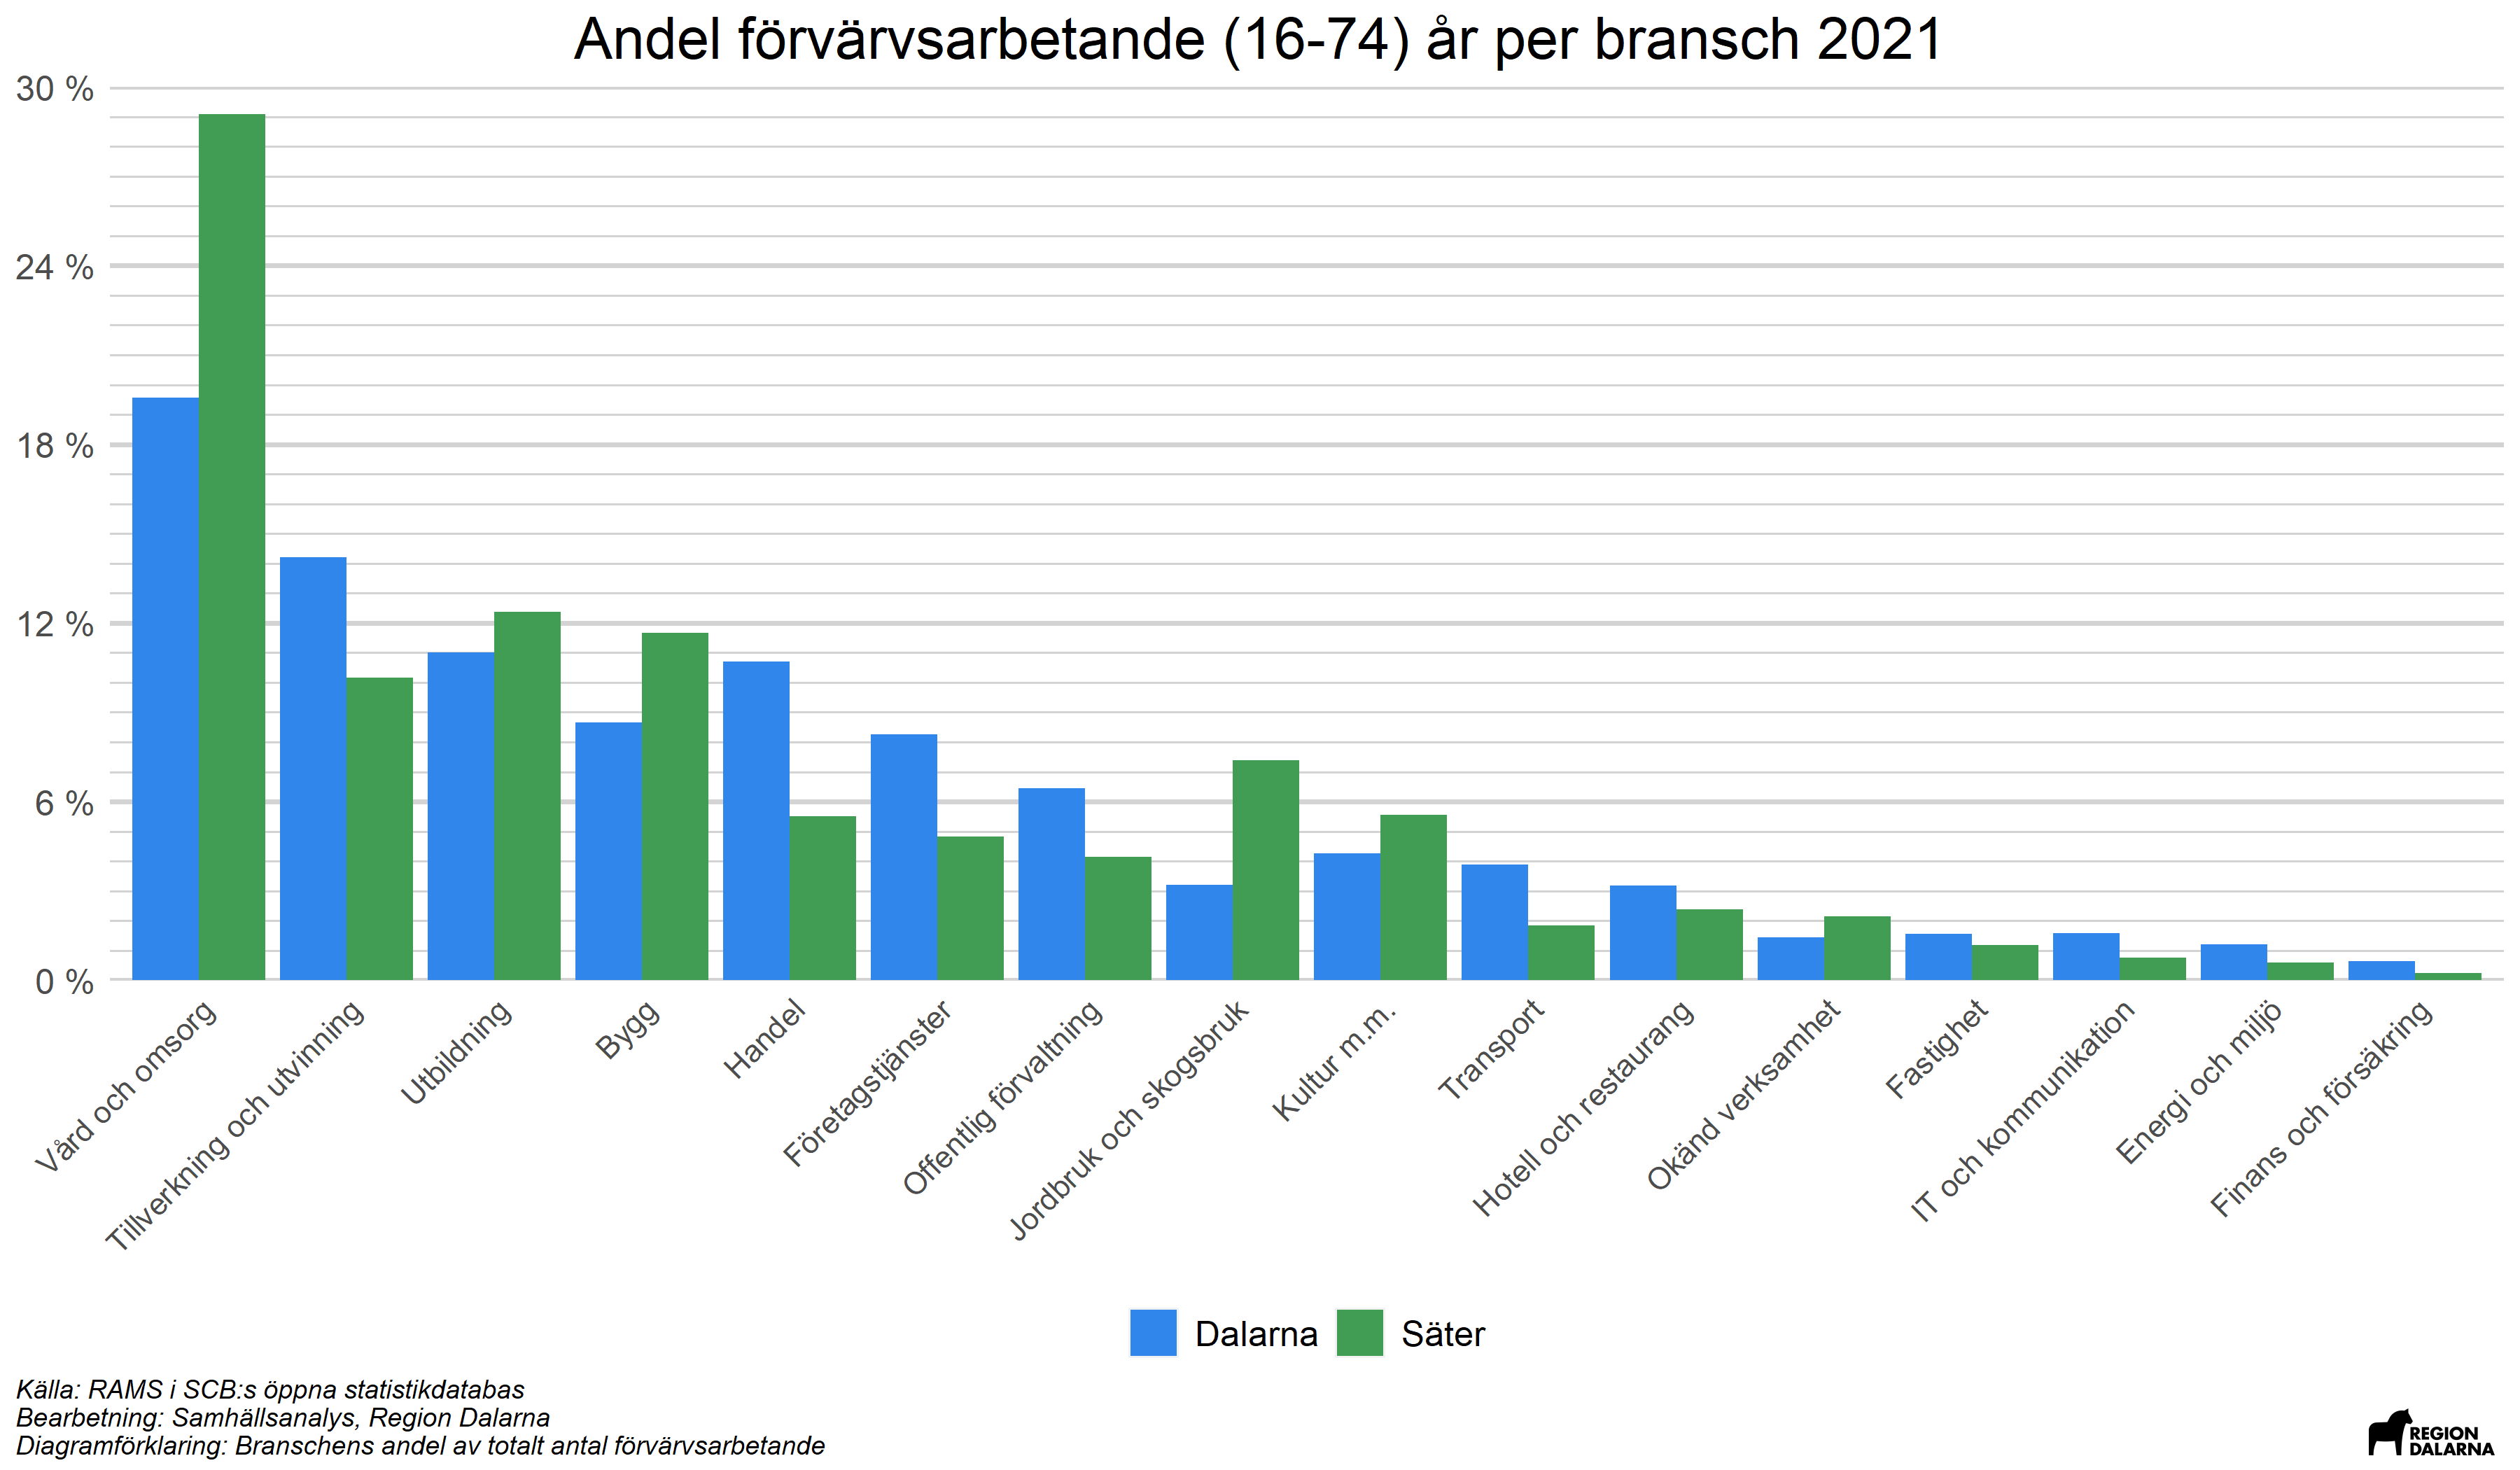 Andel förvärvsarbetande (16-74) år per bransch 2021
30 %
24 %
18 %
12 %
6 %
0 %
Vård och omsorg
Tillverkning och utvinning
Utbildning
Bygg
Handel
Företagstjänster
Offentlig förvaltning
Jordbruk och skogsbruk
Kultur m.m.
Transport
Hotell och restaurang
Okänd verksamhet
Fastighet
IT och kommunikation
Energi och miljö
Finans och försäkring
Dalarna Säter
Källa: RAMS i SCB:s öppna statistikdatabas
Bearbetning: Samhällsanalys, Region Dalarna
Diagramförklaring: Branschens andel av totalt antal förvärvsarbetande
REGION
DALARNA